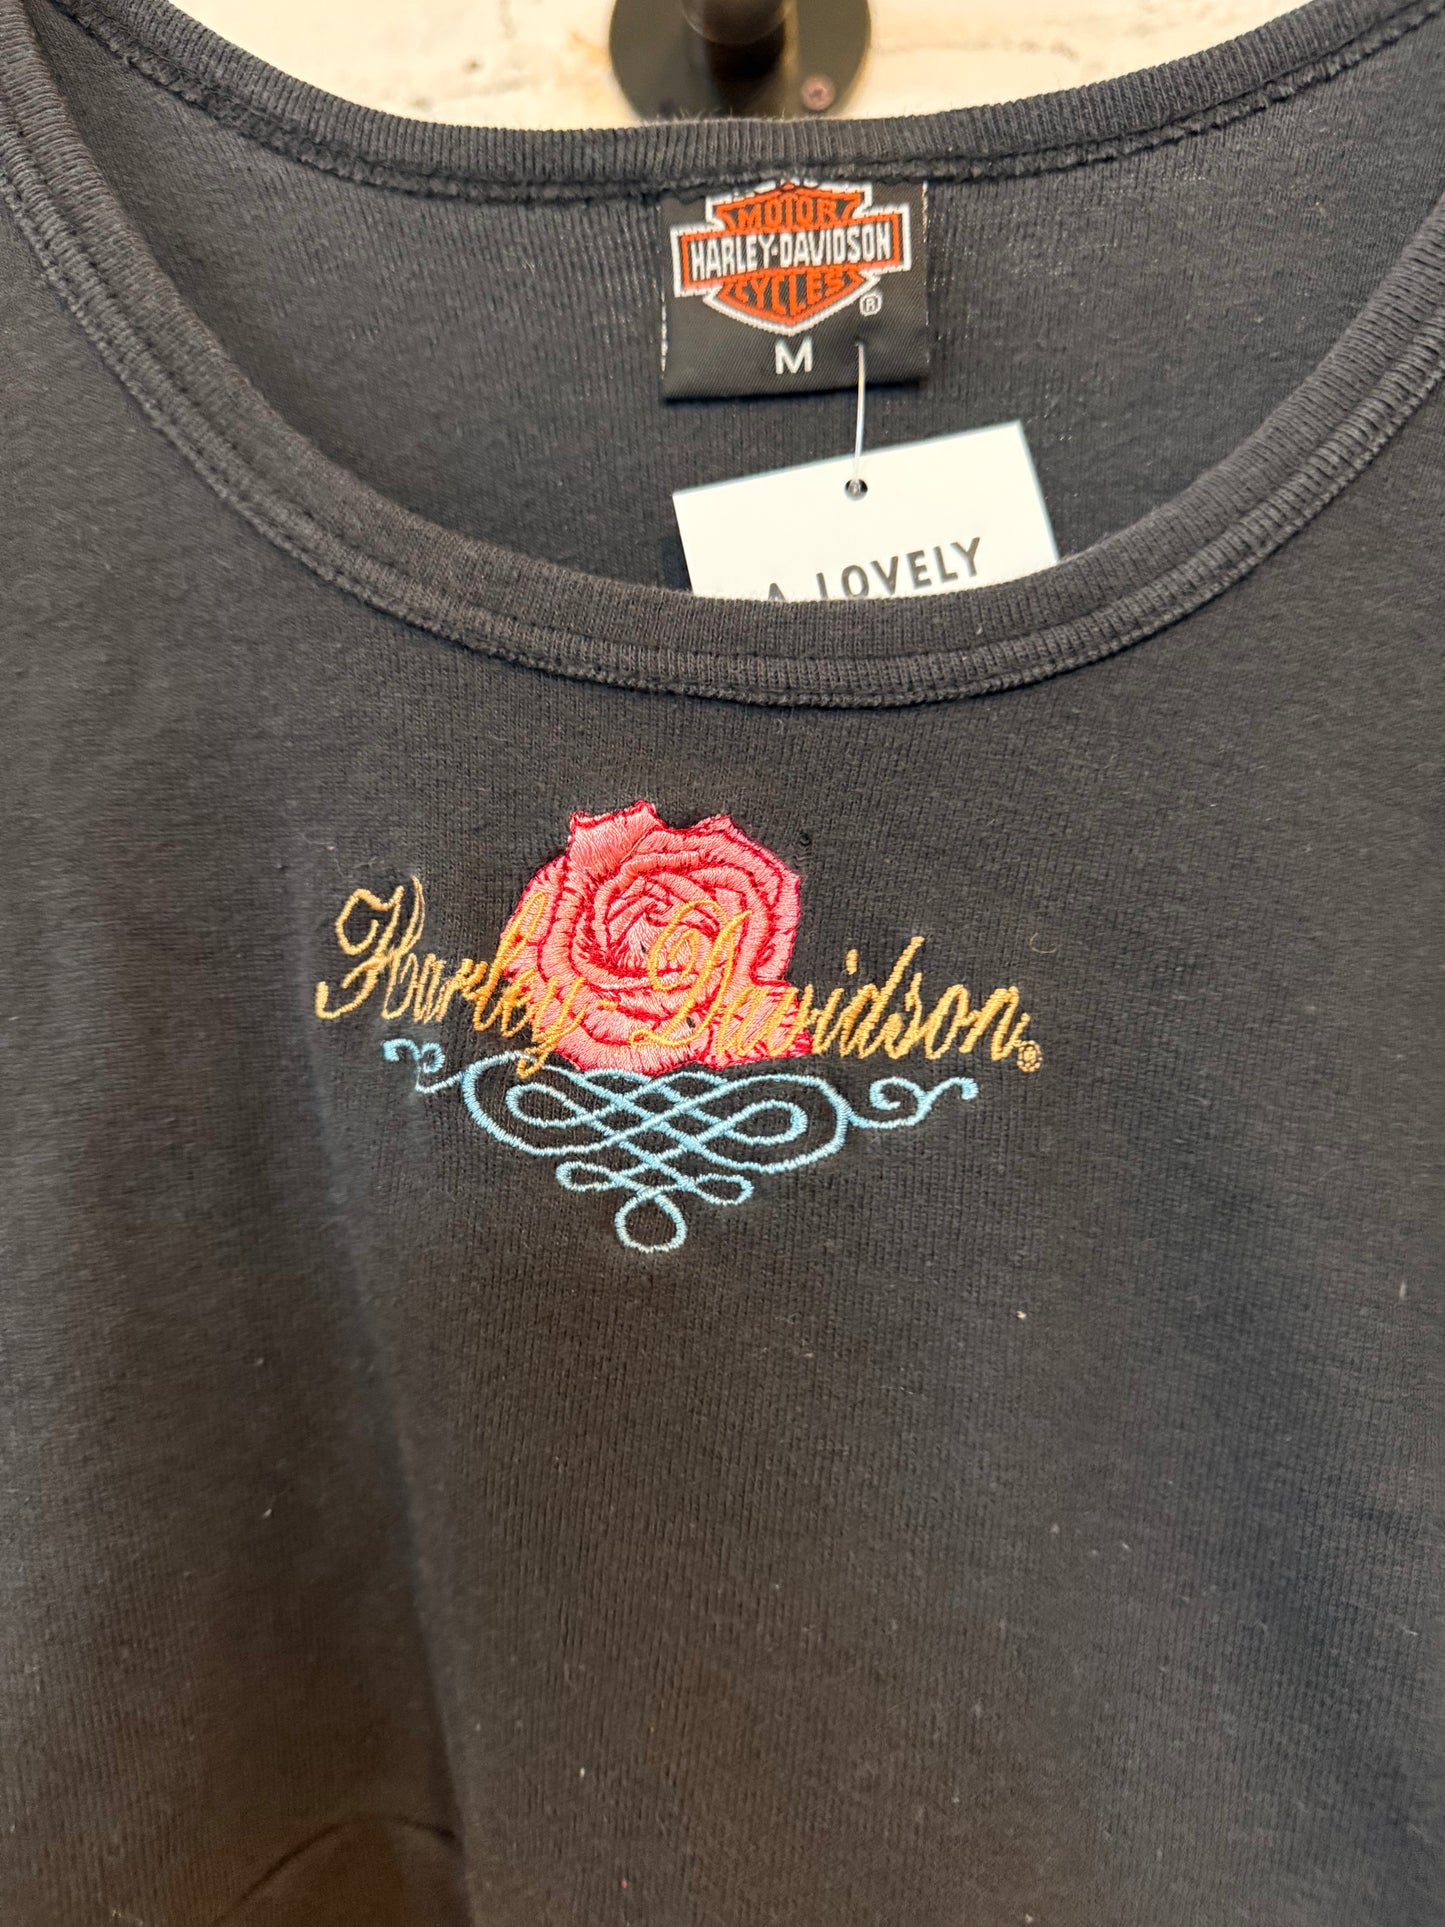 MOTOR
HARLEY-DAVIDSON
CYCLES
®
M
A LOVELY
Harley-Davidson®